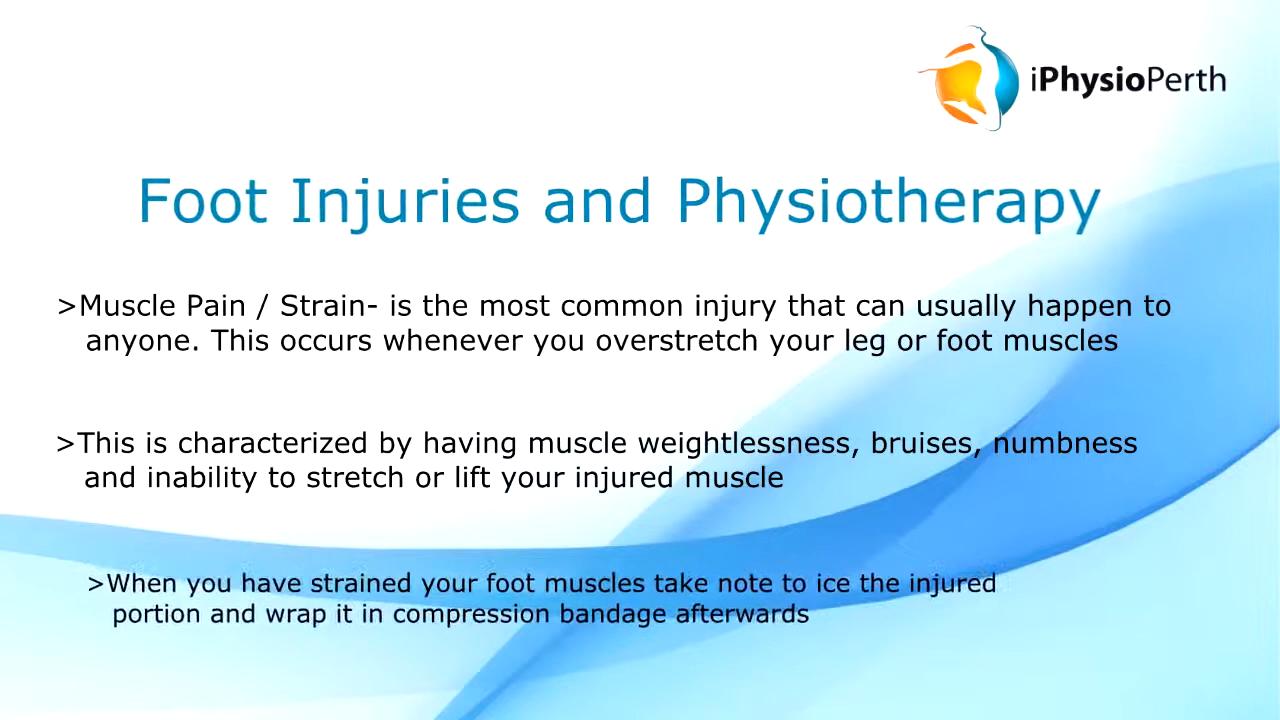 iPhysioPerth
Foot Injuries and Physiotherapy
>Muscle Pain / Strain- is the most common injury that can usually happen to
anyone. This occurs whenever you overstretch your leg or foot muscles
>This is characterized by having muscle weightlessness, bruises, numbness
and inability to stretch or lift your injured muscle
>When you have strained your foot muscles take note to ice the injured
portion and wrap it in compression bandage afterwards